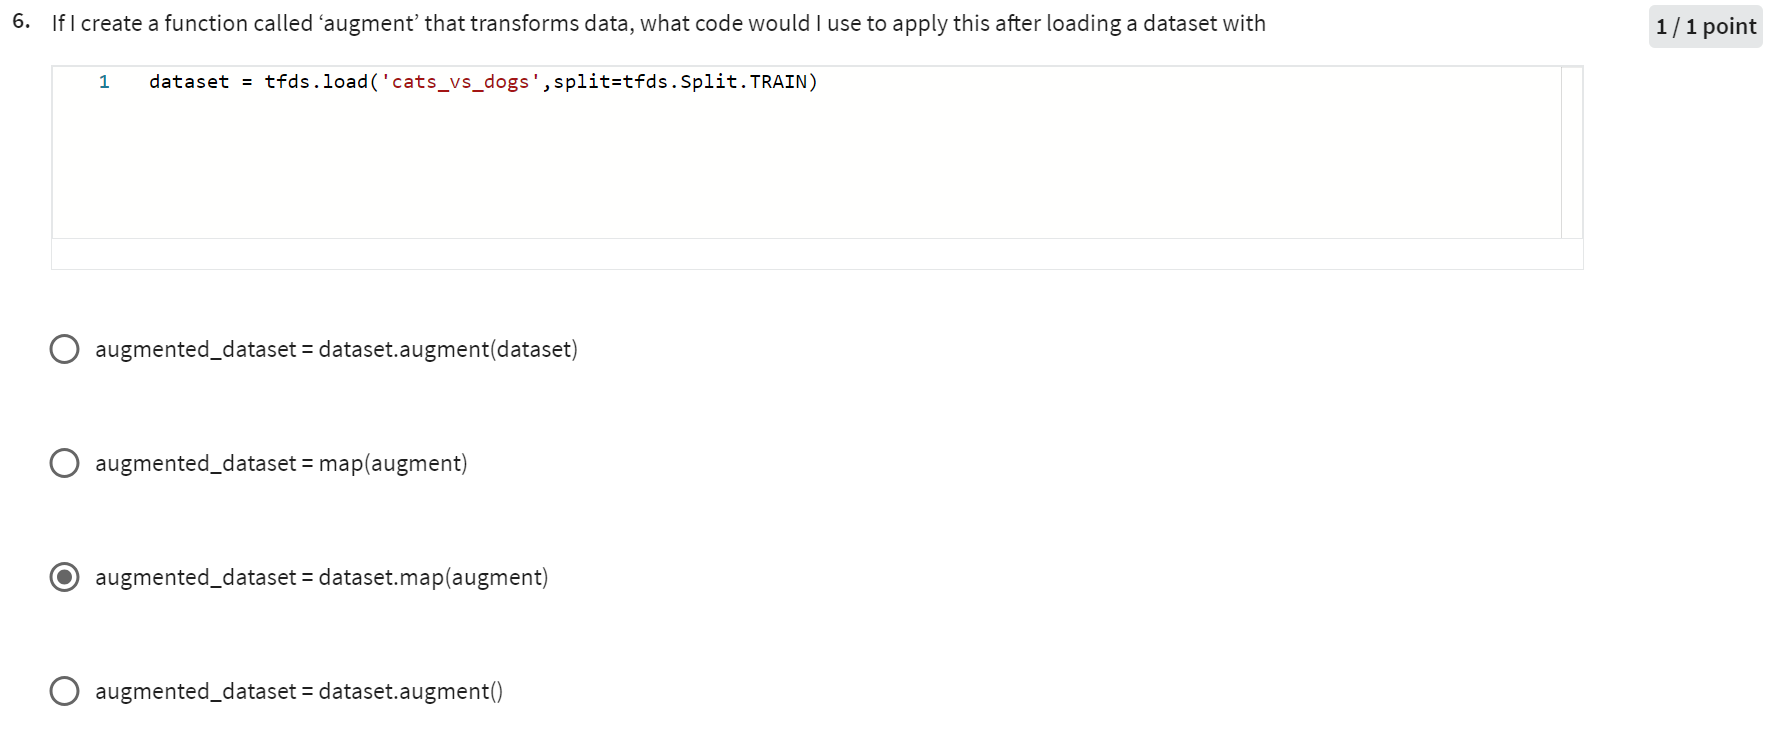 6. If I create a function called ‘augment’ that transforms data, what code would I use to apply this after loading a dataset with
1 / 1 point
1 dataset = tfds.load('cats_vs_dogs',split=tfds.Split.TRAIN)
augmented_dataset = dataset.augment(dataset)
augmented_dataset = map(augment)
augmented_dataset = dataset.map(augment)
augmented_dataset = dataset.augment()